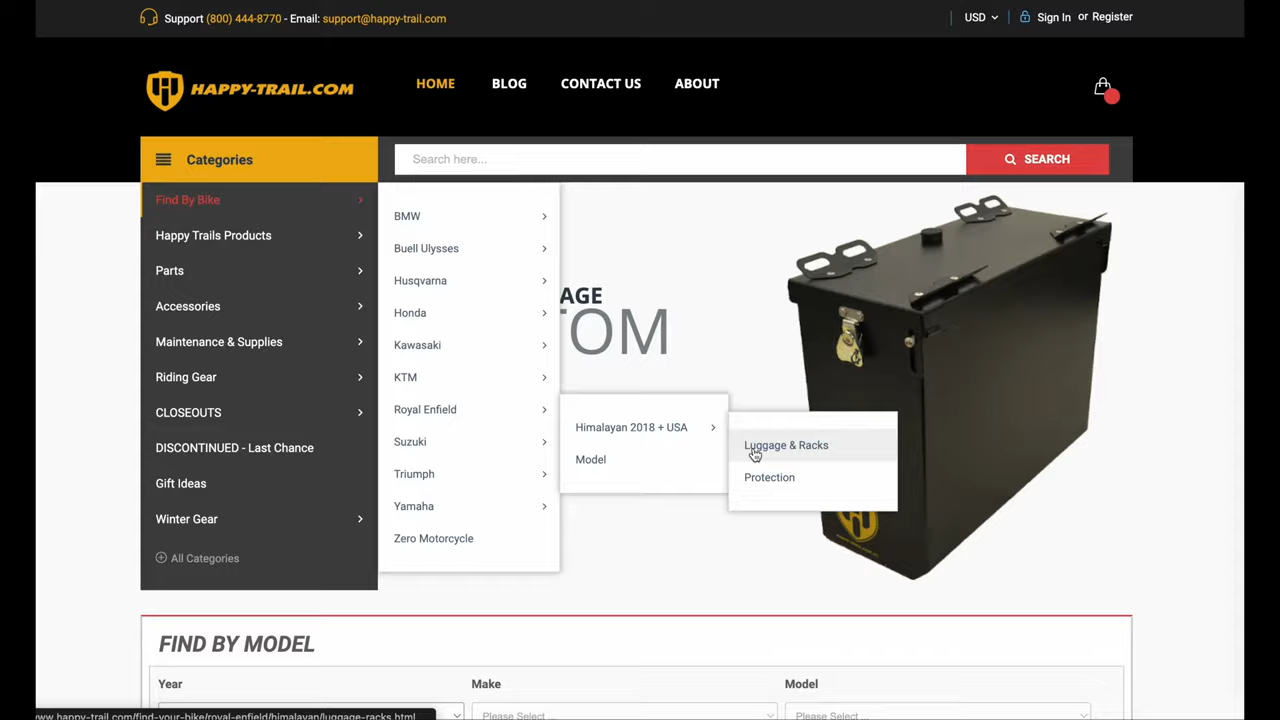 Support (800) 444-8770 - Email: support@happy-trail.com
USD
Sign In or Register
HAPPY-TRAIL.COM
HOME BLOG CONTACT US ABOUT
Categories
Search here...
SEARCH
Find By Bike
Happy Trails Products
Parts
Accessories
Maintenance & Supplies
Riding Gear
CLOSEOUTS
DISCONTINUED - Last Chance
Gift Ideas
Winter Gear
All Categories
BMW
Buell Ulysses
Husqvarna
Honda
Kawasaki
KTM
Royal Enfield
Suzuki
Triumph
Yamaha
Zero Motorcycle
Himalayan 2018 + USA
Model
Luggage & Racks
Protection
AGE
TOM
FIND BY MODEL
Year Make Model
Please Select ... Please Select ...
www.happy-trail.com/find-your-bike/royal-enfield/himalayan/luggage-racks.html